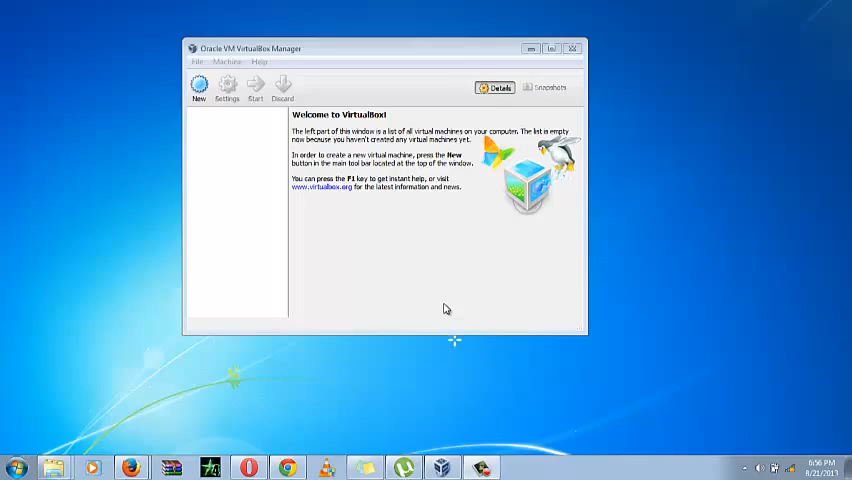 Oracle VM VirtualBox Manager
File Machine Help
New Settings Start Discard
Details Snapshots
Welcome to VirtualBox!
The left part of this window is a list of all virtual machines on your computer. The list is empty
now because you haven't created any virtual machines yet.
In order to create a new virtual machine, press the New
button in the main tool bar located at the top of the window.
You can press the F1 key to get instant help, or visit
www.virtualbox.org for the latest information and news.
6:56 PM
8/21/2013